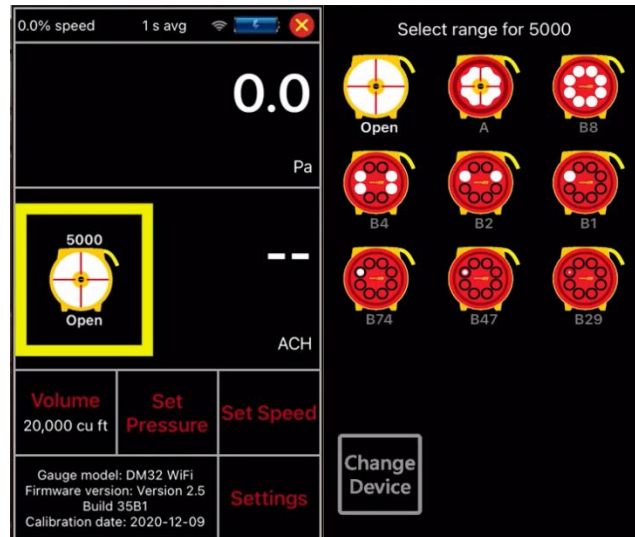 0.0% speed 1 s avg
0.0
Pa
5000
Open
--
ACH
Volume
20,000 cu ft
Set
Pressure
Set Speed
Gauge model: DM32 WiFi
Firmware version: Version 2.5
Build
35B1
Calibration date: 2020-12-09
Settings
Select range for 5000
Open A B8
B4 B2 B1
B74 B47 B29
Change
Device